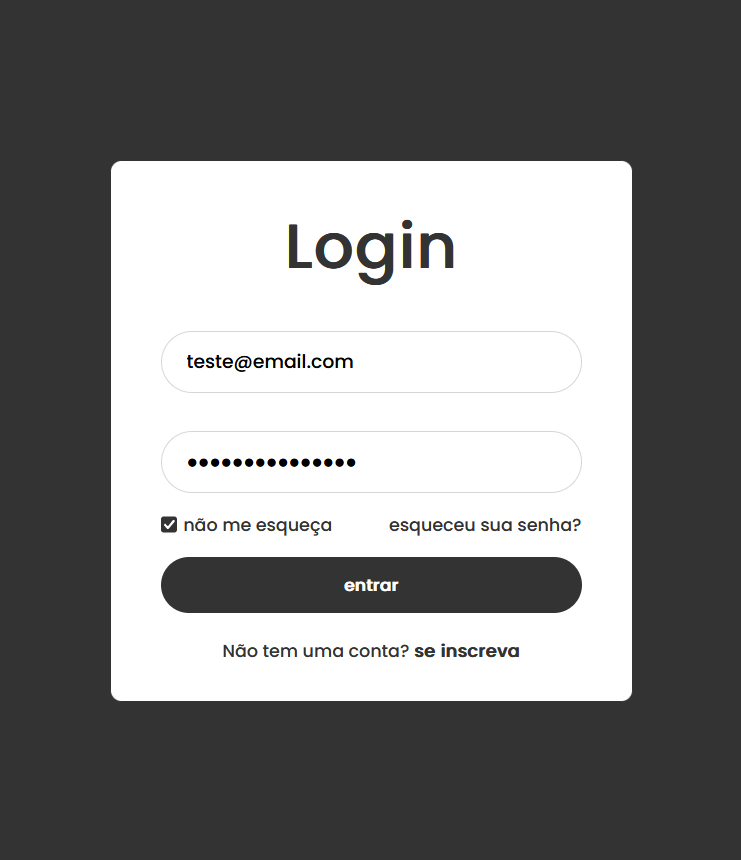 Login
teste@email.com
•••••••••••••••
não me esqueça esqueceu sua senha?
entrar
Não tem uma conta? se inscreva